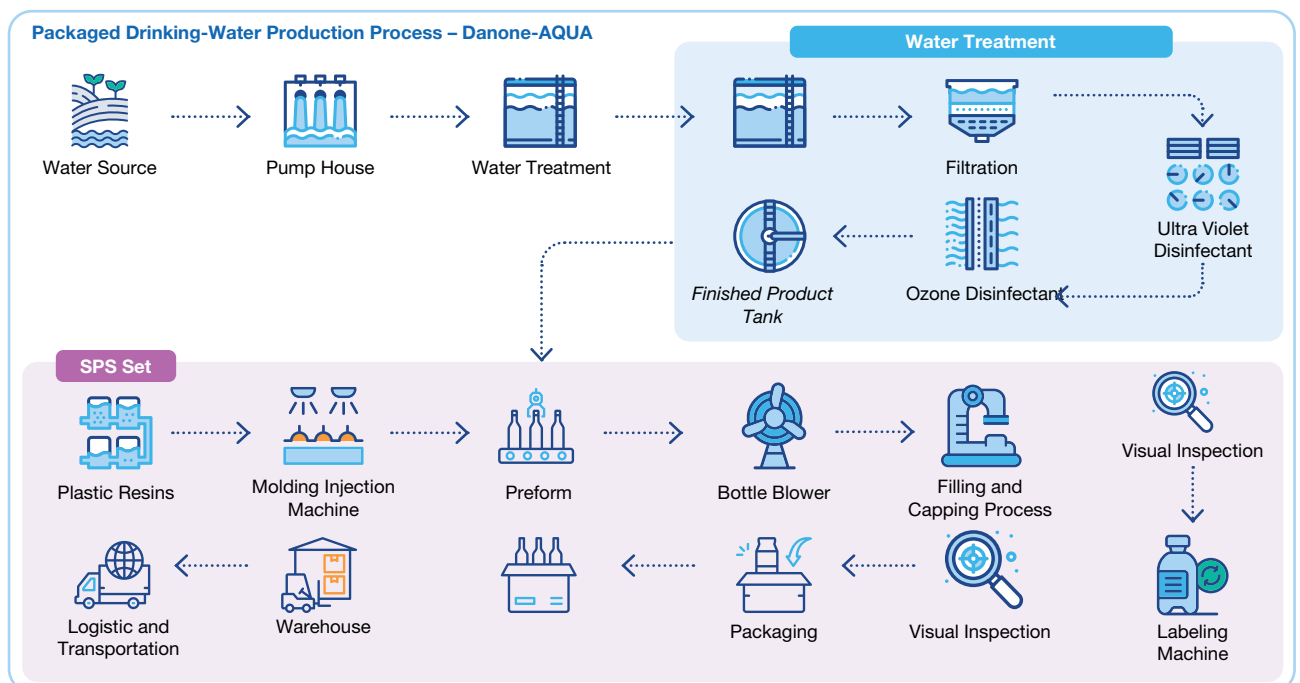 Packaged Drinking-Water Production Process – Danone-AQUA
Water Treatment
Water Source
Pump House
Water Treatment
Filtration
Ultra Violet
Disinfectant
Ozone Disinfectant
Finished Product
Tank
SPS Set
Plastic Resins
Molding Injection
Machine
Preform
Bottle Blower
Filling and
Capping Process
Visual Inspection
Labeling
Machine
Visual Inspection
Packaging
Warehouse
Logistic and
Transportation